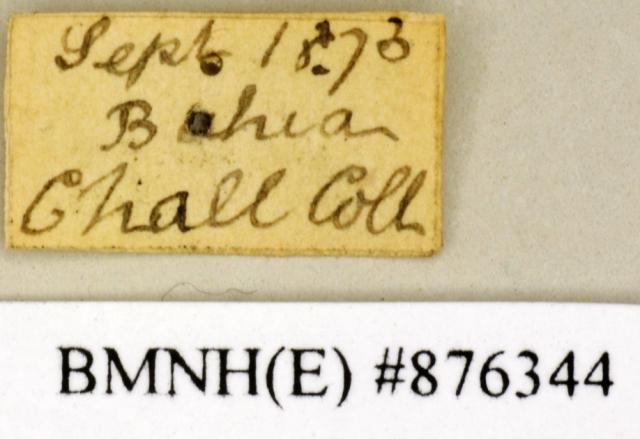 Sept 1873
Bahia
Chall Coll
BMNH(E) #876344